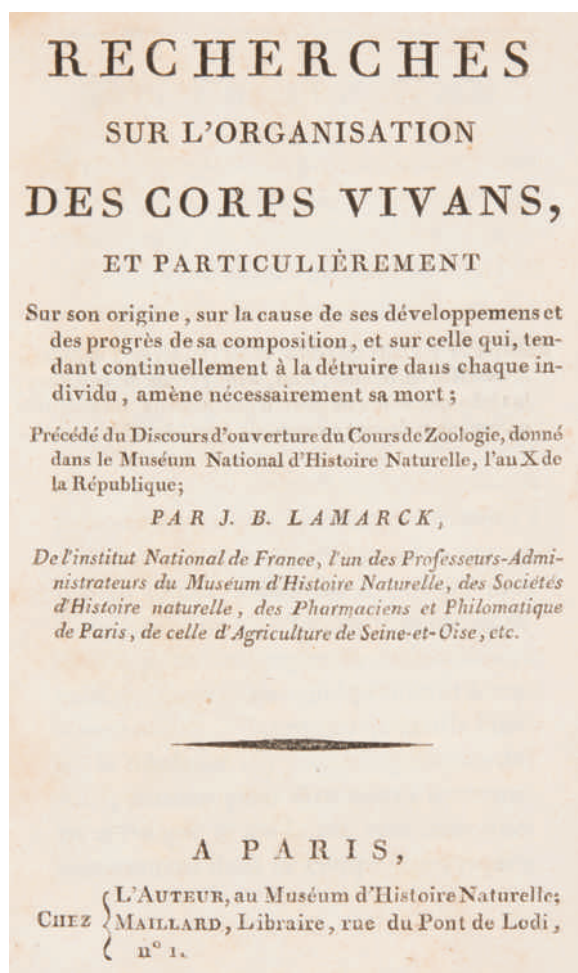 RECHERCHES
SUR L'ORGANISATION
DES CORPS VIVANS,
ET PARTICULIÈREMENT
Sur son origine, sur la cause de ses développemens et
des progrès de sa composition, et sur celle qui, ten-
dant continuellement à la détruire dans chaque in-
dividu, amène nécessairement sa mort;
Précédé du Discours d'ouverture du Cours de Zoologie, donné
dans le Muséum National d'Histoire Naturelle, l'an X de
la République;
PAR J. B. LAMARCK,
De l'institut National de France, l'un des Professeurs-Admi-
nistrateurs du Muséum d'Histoire Naturelle, des Sociétés
d'Histoire naturelle, des Pharmaciens et Philomatique
de Paris, de celle d'Agriculture de Seine-et-Oise, etc.
A PARIS,
L'AUTEUR, au Muséum d'Histoire Naturelle;
CHEZ MAILLARD, Libraire, rue du Pont de Lodi,
n° 1.